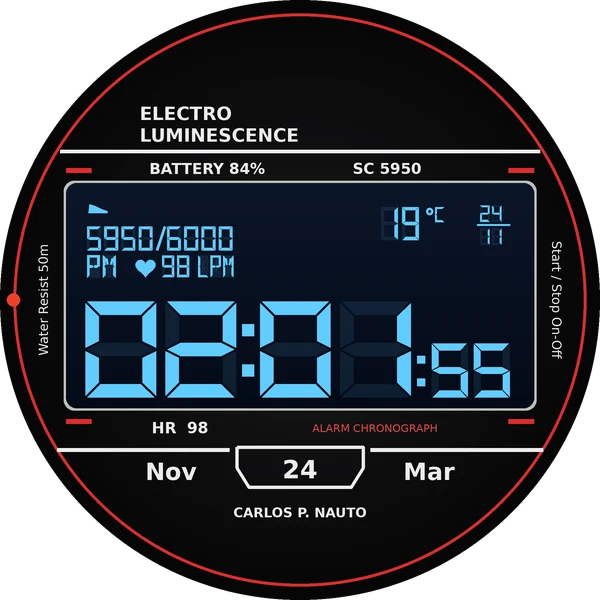 ELECTRO
LUMINESCENCE
BATTERY 84% SC 5950
5950/6000
19°C
24
11
PM 98 LPM
02:01:55
Water Resist 50m
Start / Stop On-Off
HR 98
ALARM CHRONOGRAPH
Nov 24 Mar
CARLOS P. NAUTO